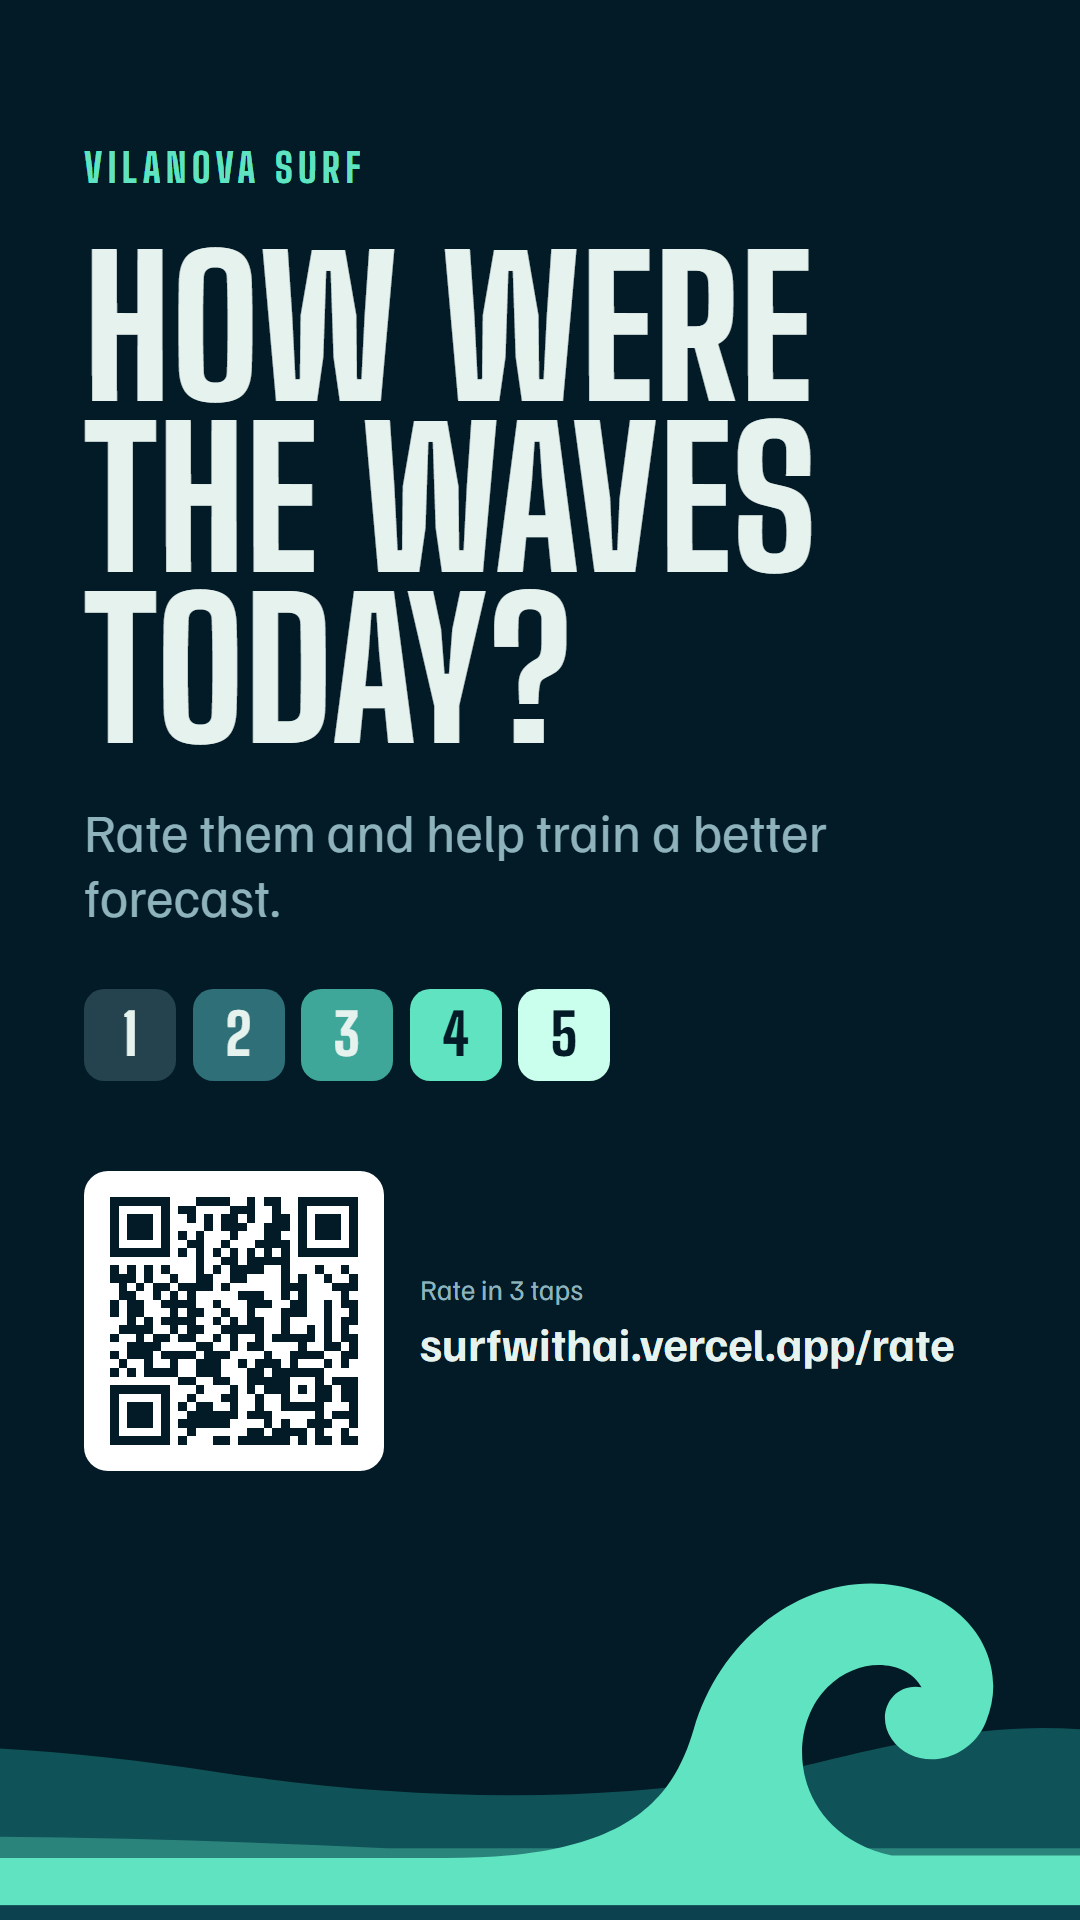 VILANOVA SURF
HOW WERE
THE WAVES
TODAY?
Rate them and help train a better
forecast.
1 2 3 4 5
Rate in 3 taps
surfwithai.vercel.app/rate